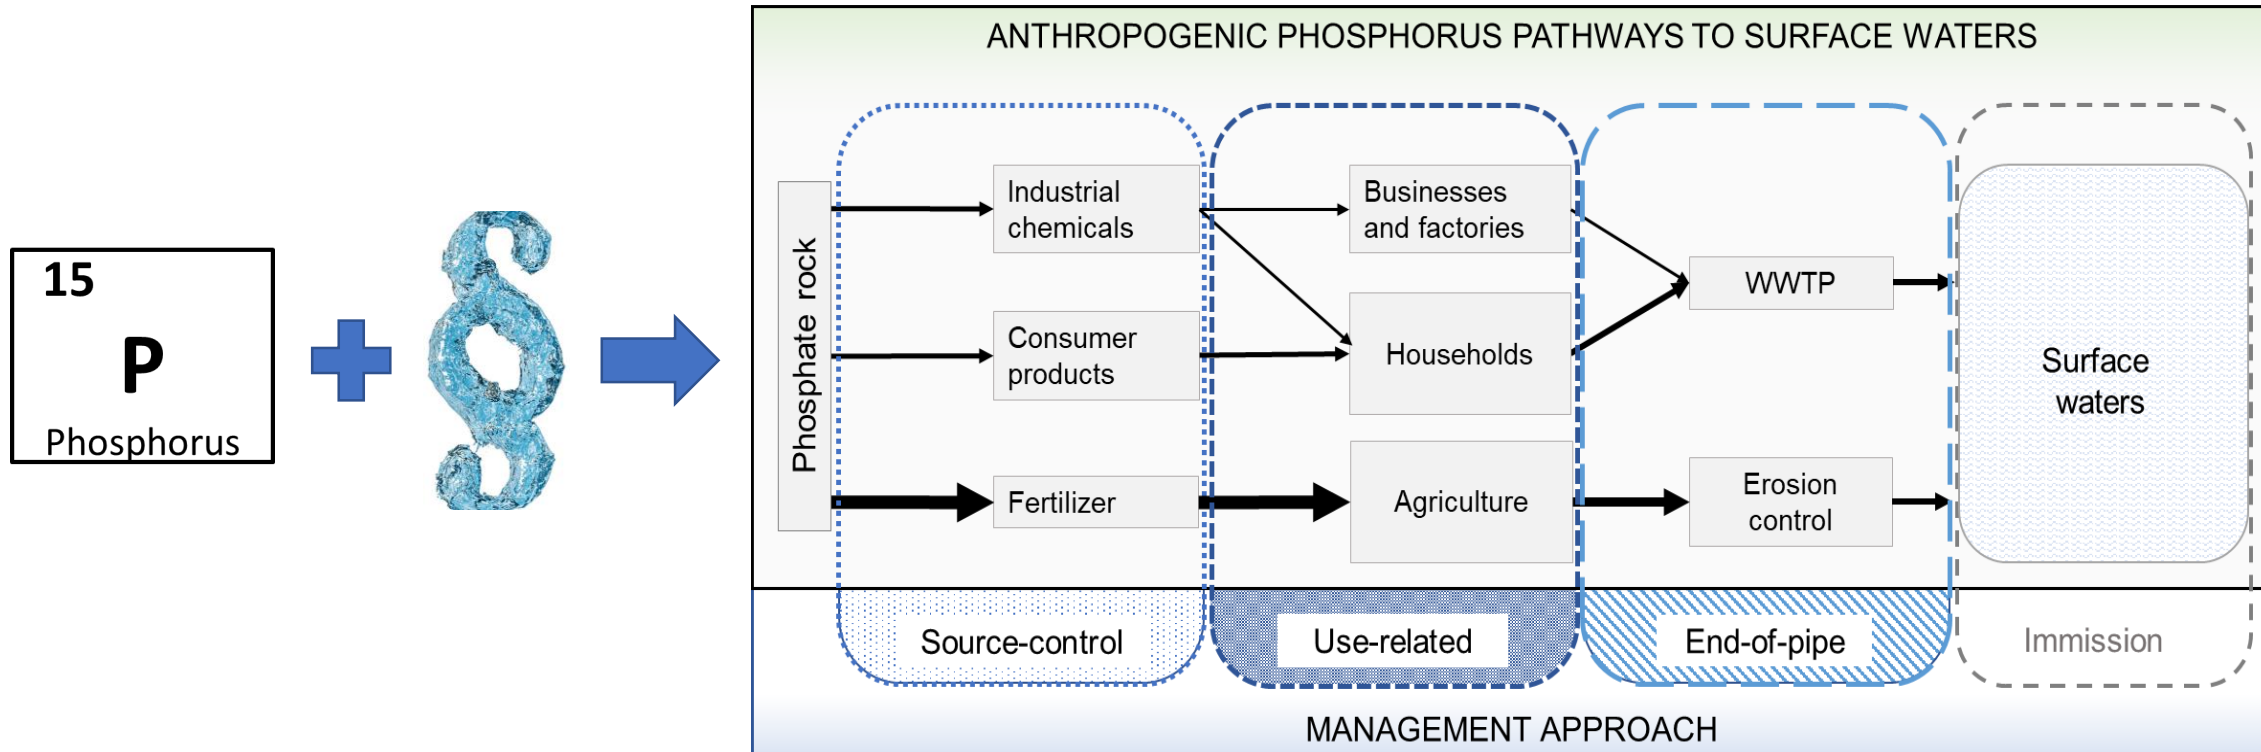 15
P
Phosphorus
§
ANTHROPOGENIC PHOSPHORUS PATHWAYS TO SURFACE WATERS
Phosphate rock
Industrial
chemicals
Consumer
products
Fertilizer
Businesses
and factories
Households
Agriculture
WWTP
Erosion
control
Surface
waters
Source-control
Use-related
End-of-pipe
Immission
MANAGEMENT APPROACH